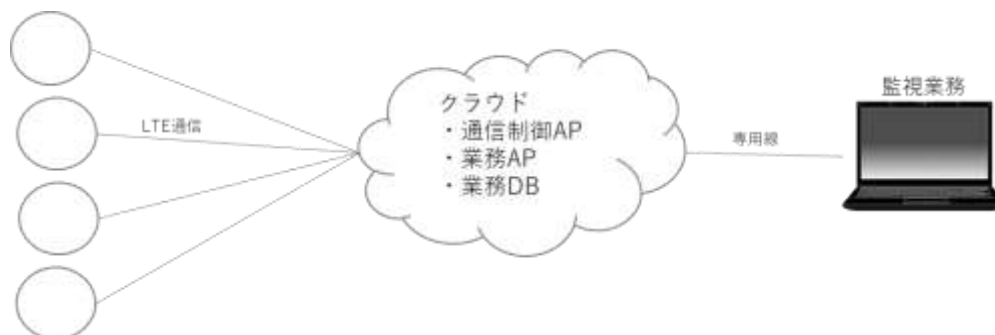 LTE通信
クラウド
・通信制御AP
・業務AP
・業務DB
専用線
監視業務